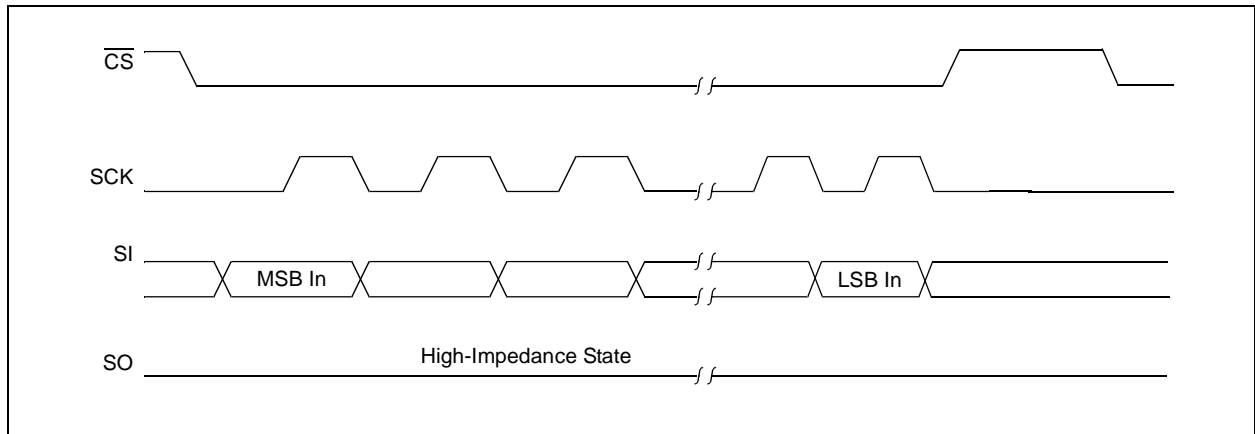 CS
SCK
SI
MSB In
LSB In
SO
High-Impedance State